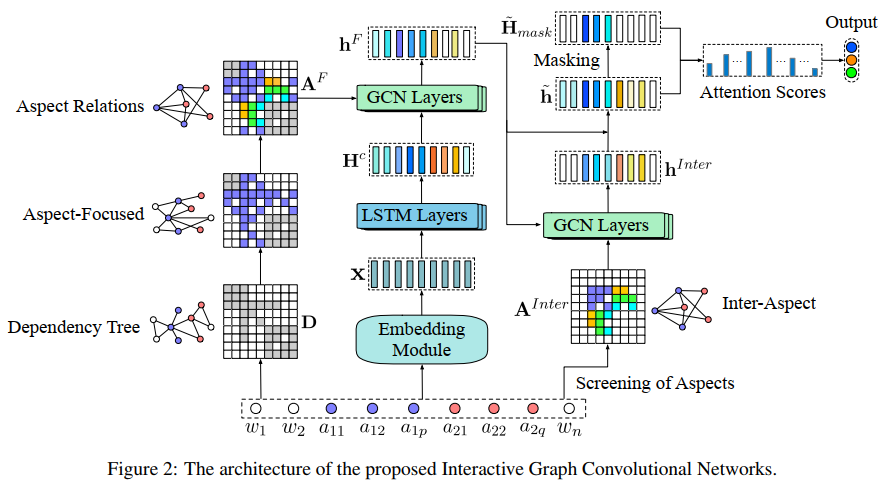 Output
H̃mask
Masking
h^F
A^F
Aspect Relations
GCN Layers
h̃
Attention Scores
H^c
h^Inter
Aspect-Focused
LSTM Layers
GCN Layers
x
A^Inter
Inter-Aspect
Dependency Tree
D
Embedding
Module
Screening of Aspects
w1 w2 a11 a12 a1p a21 a22 a2q wn
Figure 2: The architecture of the proposed Interactive Graph Convolutional Networks.